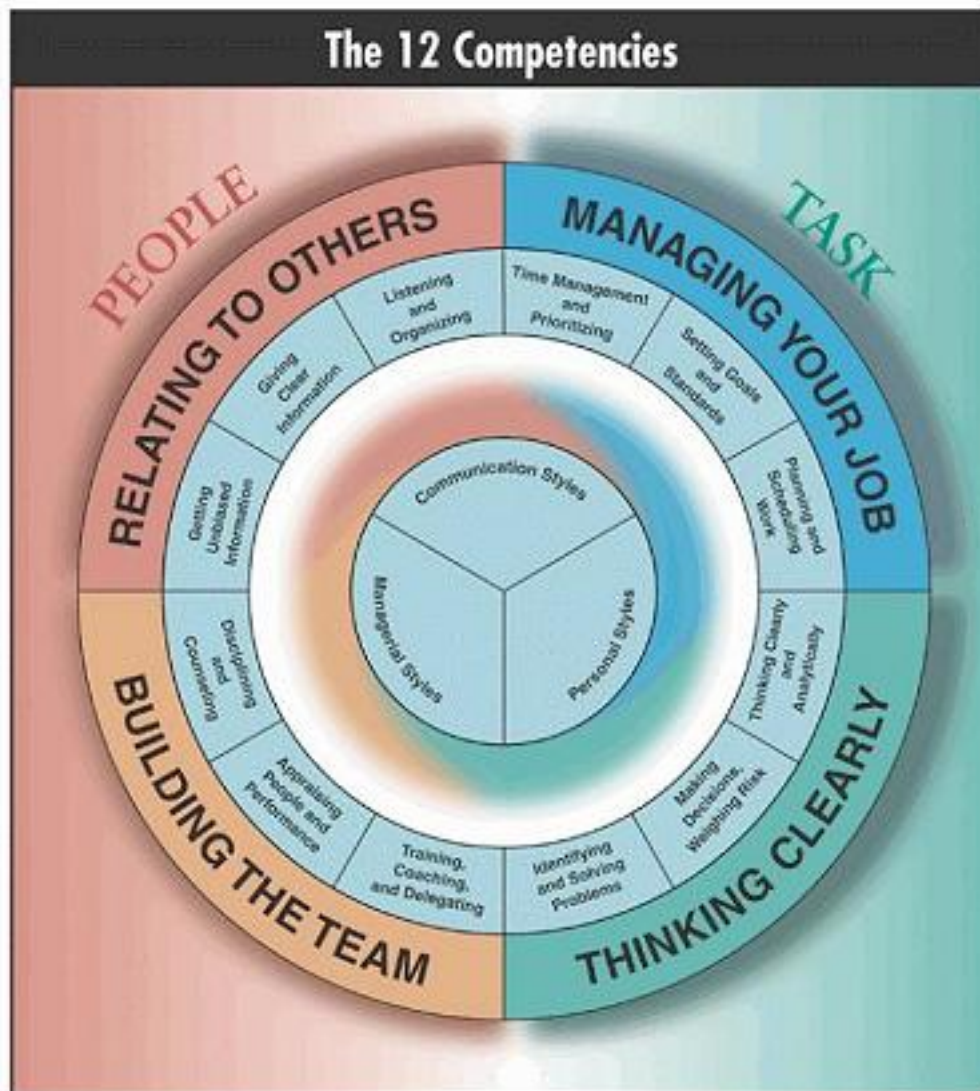 The 12 Competencies
PEOPLE
TASK
RELATING TO OTHERS
MANAGING YOUR JOB
Listening
and
Organizing
Time Management
and
Prioritizing
Giving
Clear
Information
Setting Goals
and
Standards
Getting
Unbiased
Information
Planning and
Scheduling
Work
Communication Styles
Managerial Styles
Personal Styles
Disciplining
and
Counseling
Thinking Clearly
and
Analytically
Appraising
People and
Performance
Making
Decisions,
Weighing Risk
Training,
Coaching,
and Delegating
Identifying
and Solving
Problems
BUILDING THE TEAM
THINKING CLEARLY